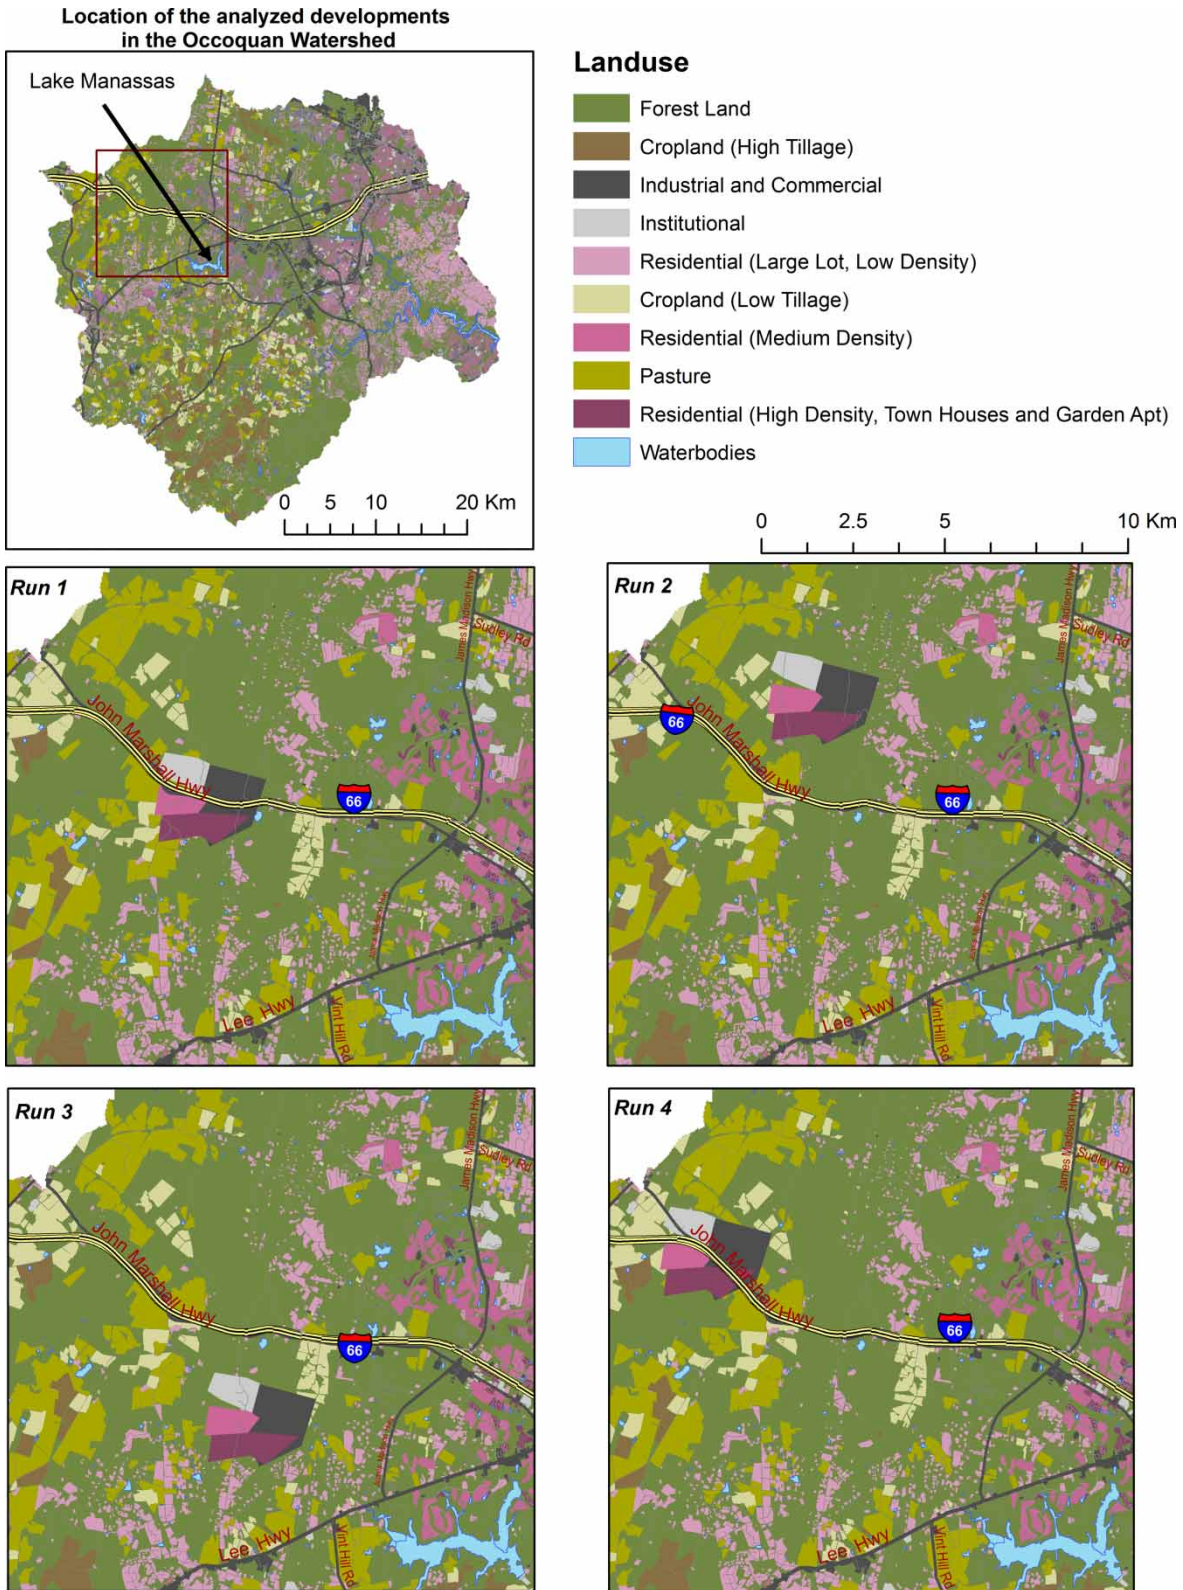 Location of the analyzed developments
in the Occoquan Watershed
Lake Manassas
0 5 10 20 Km
Landuse
Forest Land
Cropland (High Tillage)
Industrial and Commercial
Institutional
Residential (Large Lot, Low Density)
Cropland (Low Tillage)
Residential (Medium Density)
Pasture
Residential (High Density, Town Houses and Garden Apt)
Waterbodies
0 2.5 5 10 Km
Run 1
James Madison Hwy
Sudley Rd
John Marshall Hwy
66
Lee Hwy
Vint Hill Rd
Run 2
James Madison Hwy
Sudley Rd
66
John Marshall Hwy
66
Lee Hwy
Vint Hill Rd
Run 3
James Madison Hwy
Sudley Rd
John Marshall Hwy
66
Lee Hwy
Vint Hill Rd
Run 4
James Madison Hwy
Sudley Rd
John Marshall Hwy
66
Lee Hwy
Vint Hill Rd